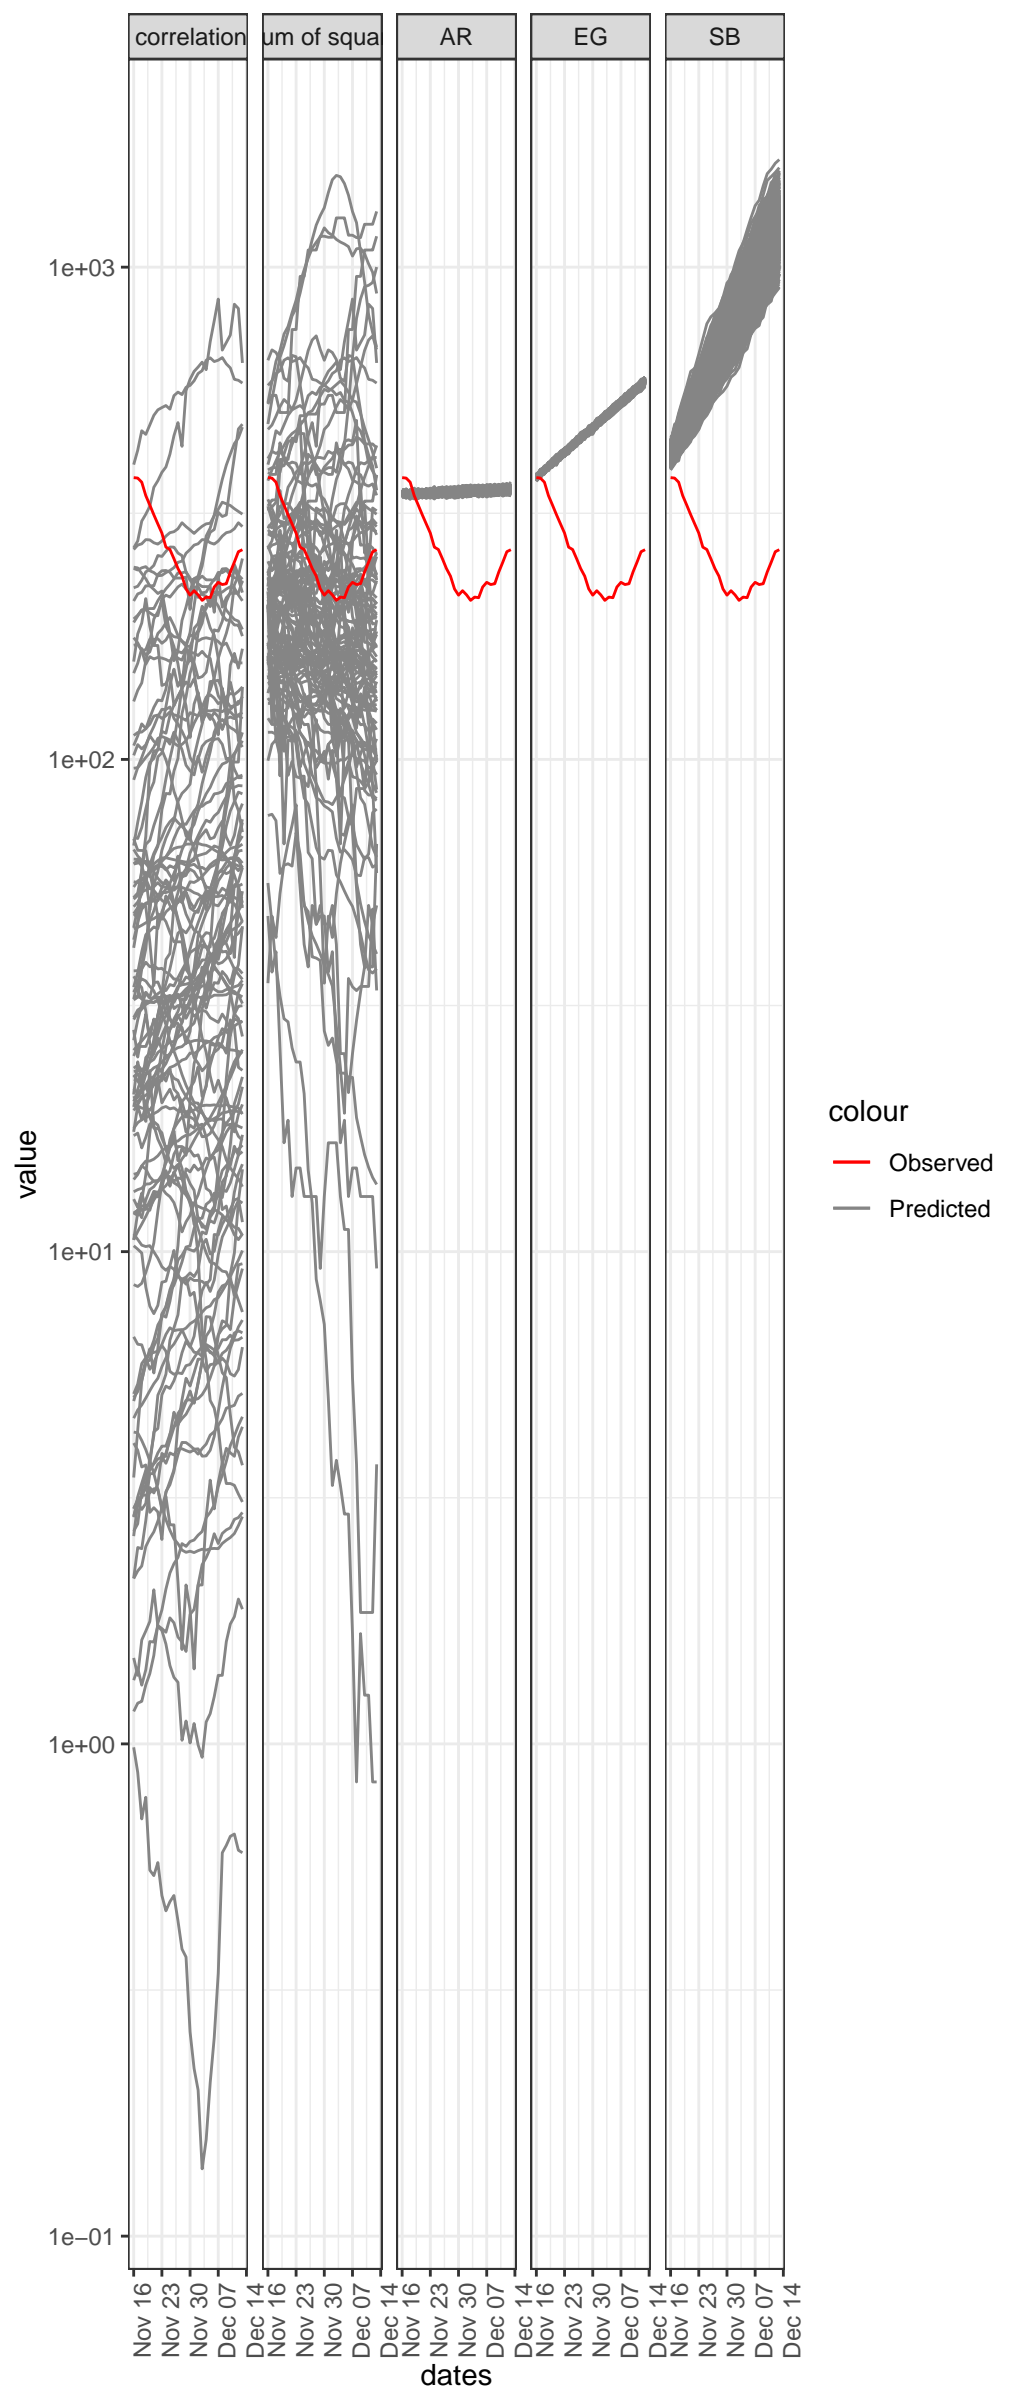 correlation
um of squa
AR
EG
SB
1e+03
1e+02
1e+01
1e+00
1e−01
value
Nov 16
Nov 23
Nov 30
Dec 07
Dec 14
Nov 16
Nov 23
Nov 30
Dec 07
Dec 14
Nov 16
Nov 23
Nov 30
Dec 07
Dec 14
Nov 16
Nov 23
Nov 30
Dec 07
Dec 14
Nov 16
Nov 23
Nov 30
Dec 07
Dec 14
dates
colour
Observed
Predicted